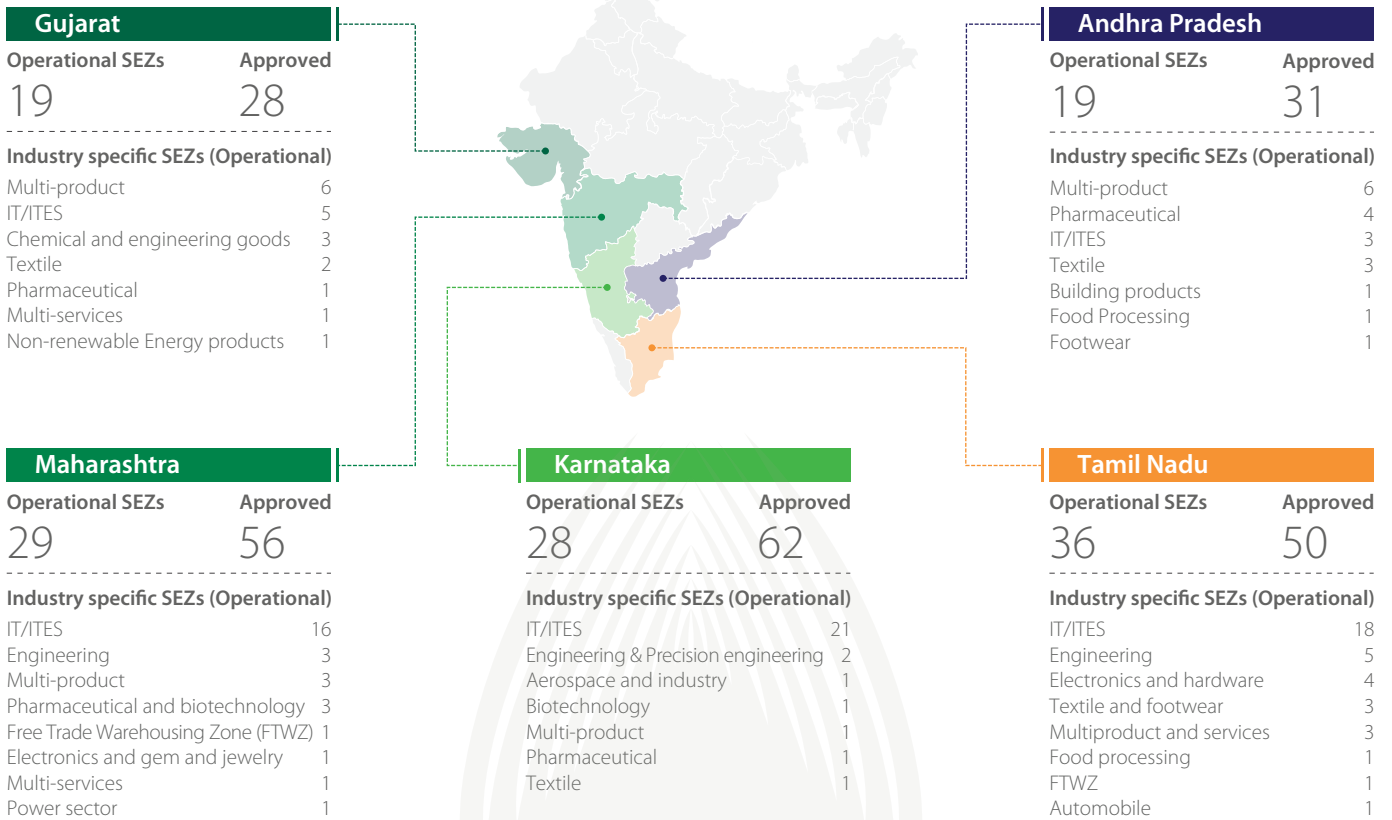 Gujarat
Operational SEZs Approved
19 28
Industry specific SEZs (Operational)
Multi-product 6
IT/ITES 5
Chemical and engineering goods 3
Textile 2
Pharmaceutical 1
Multi-services 1
Non-renewable Energy products 1
Andhra Pradesh
Operational SEZs Approved
19 31
Industry specific SEZs (Operational)
Multi-product 6
Pharmaceutical 4
IT/ITES 3
Textile 3
Building products 1
Food Processing 1
Footwear 1
Maharashtra
Operational SEZs Approved
29 56
Industry specific SEZs (Operational)
IT/ITES 16
Engineering 3
Multi-product 3
Pharmaceutical and biotechnology 3
Free Trade Warehousing Zone (FTWZ) 1
Electronics and gem and jewelry 1
Multi-services 1
Power sector 1
Karnataka
Operational SEZs Approved
28 62
Industry specific SEZs (Operational)
IT/ITES 21
Engineering & Precision engineering 2
Aerospace and industry 1
Biotechnology 1
Multi-product 1
Pharmaceutical 1
Textile 1
Tamil Nadu
Operational SEZs Approved
36 50
Industry specific SEZs (Operational)
IT/ITES 18
Engineering 5
Electronics and hardware 4
Textile and footwear 3
Multiproduct and services 3
Food processing 1
FTWZ 1
Automobile 1